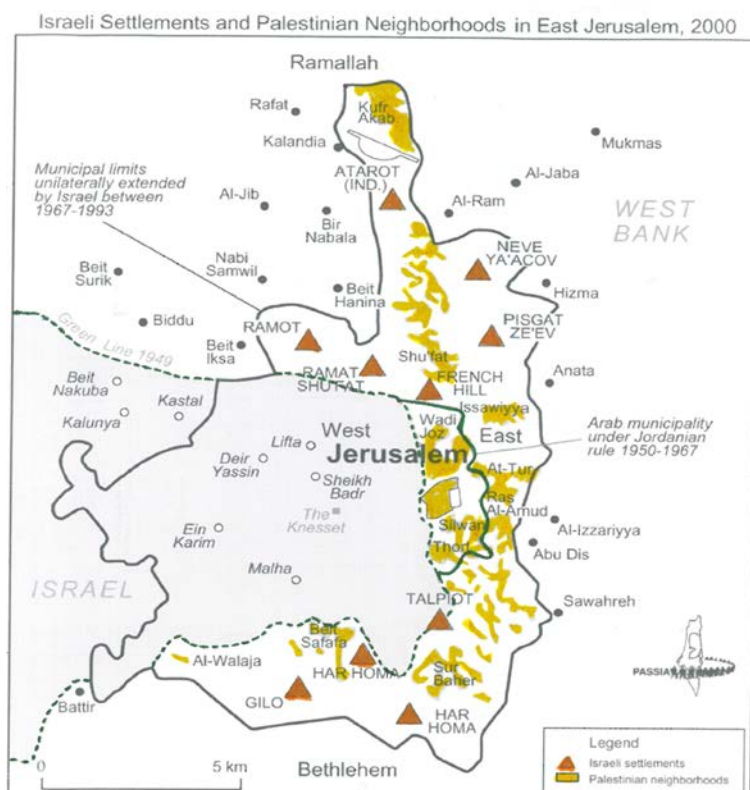 Israeli Settlements and Palestinian Neighborhoods in East Jerusalem, 2000
Ramallah
Rafat
Kufr
Akab
Kalandia
Mukmas
Municipal limits
unilaterally extended
by Israel between
1967-1993
ATAROT
(IND.)
Al-Jaba
Al-Jib
Bir
Nabala
Al-Ram
WEST
BANK
NEVE
YA'ACOV
Nabi
Samwil
Beit
Surik
Beit
Hanina
Hizma
Biddu
RAMOT
PISGAT
ZE'EV
Green Line 1949
Beit
Iksa
Shu'fat
RAMAT
SHU'FAT
FRENCH
HILL
Anata
Beit
Nakuba
Kastal
Kalunya
Issawiyya
Wadi
Joz
East
Arab municipality
under Jordanian
rule 1950-1967
West
Jerusalem
Lifta
Deir
Yassin
Sheikh
Badr
At-Tur
Ras
Al-Amud
The
Knesset
Silwan
Al-Izzariyya
Ein
Karim
Thori
Abu Dis
Malha
ISRAEL
TALPIOT
Sawahreh
Beit
Safafa
Al-Walaja
HAR HOMA
Sur
Baher
PASSIA
Battir
GILO
HAR
HOMA
Legend
Israeli settlements
Palestinian neighborhoods
0
5 km
Bethlehem